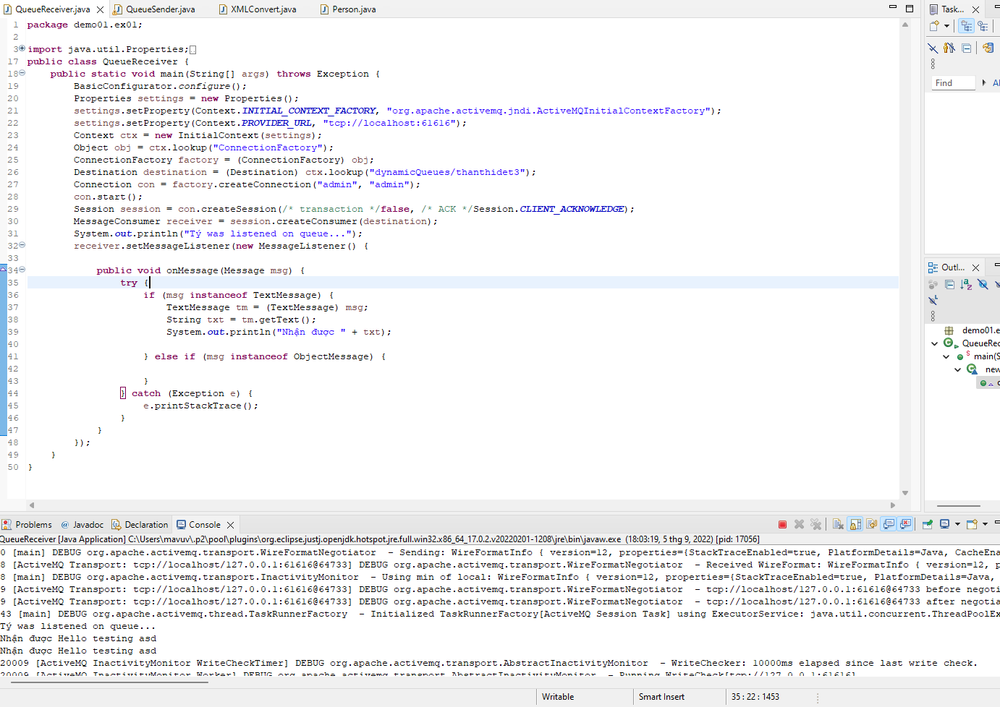 QueueReceiver.java
QueueSender.java
XMLConvert.java
Person.java
Task...
1 package demo01.ex01;
2
3 import java.util.Properties;
17 public class QueueReceiver {
18 public static void main(String[] args) throws Exception {
19 BasicConfigurator.configure();
20 Properties settings = new Properties();
21 settings.setProperty(Context.INITIAL_CONTEXT_FACTORY, "org.apache.activemq.jndi.ActiveMQInitialContextFactory");
22 settings.setProperty(Context.PROVIDER_URL, "tcp://localhost:61616");
23 Context ctx = new InitialContext(settings);
24 Object obj = ctx.lookup("ConnectionFactory");
25 ConnectionFactory factory = (ConnectionFactory) obj;
26 Destination destination = (Destination) ctx.lookup("dynamicQueues/thanthidet3");
27 Connection con = factory.createConnection("admin", "admin");
28 con.start();
29 Session session = con.createSession(/* transaction */false, /* ACK */Session.CLIENT_ACKNOWLEDGE);
30 MessageConsumer receiver = session.createConsumer(destination);
31 System.out.println("Tý was listened on queue...");
32 receiver.setMessageListener(new MessageListener() {
33
34 public void onMessage(Message msg) {
35 try {
36 if (msg instanceof TextMessage) {
37 TextMessage tm = (TextMessage) msg;
38 String txt = tm.getText();
39 System.out.println("Nhận được " + txt);
40
41 } else if (msg instanceof ObjectMessage) {
42
43 }
44 } catch (Exception e) {
45 e.printStackTrace();
46 }
47 }
48 });
49 }
50 }
Find
Al
Outl...
demo01.e
QueueRec
main(S
new
Problems @ Javadoc Declaration Console
QueueReceiver [Java Application] C:\Users\mavuv\.p2\pool\plugins\org.eclipse.justj.openjdk.hotspot.jre.full.win32.x86_64_17.0.2.v20220201-1208\jre\bin\javaw.exe (18:03:19, 5 thg 9, 2022) [pid: 17056]
0 [main] DEBUG org.apache.activemq.transport.WireFormatNegotiator - Sending: WireFormatInfo { version=12, properties={StackTraceEnabled=true, PlatformDetails=Java, CacheEna
8 [ActiveMQ Transport: tcp://localhost/127.0.0.1:61616@64733] DEBUG org.apache.activemq.transport.WireFormatNegotiator - Received WireFormat: WireFormatInfo { version=12, p
8 [main] DEBUG org.apache.activemq.transport.InactivityMonitor - Using min of local: WireFormatInfo { version=12, properties={StackTraceEnabled=true, PlatformDetails=Java,
9 [ActiveMQ Transport: tcp://localhost/127.0.0.1:61616@64733] DEBUG org.apache.activemq.transport.WireFormatNegotiator - tcp://localhost/127.0.0.1:61616@64733 before negoti
9 [ActiveMQ Transport: tcp://localhost/127.0.0.1:61616@64733] DEBUG org.apache.activemq.transport.WireFormatNegotiator - tcp://localhost/127.0.0.1:61616@64733 after negotia
43 [main] DEBUG org.apache.activemq.thread.TaskRunnerFactory - Initialized TaskRunnerFactory[ActiveMQ Session Task] using ExecutorService: java.util.concurrent.ThreadPoolEx
Tý was listened on queue...
Nhận được Hello testing asd
Nhận được Hello testing asd
20009 [ActiveMQ InactivityMonitor WriteCheckTimer] DEBUG org.apache.activemq.transport.AbstractInactivityMonitor - WriteChecker: 10000ms elapsed since last write check.
20009 [ActiveMQ InactivityMonitor Worker] DEBUG org.apache.activemq.transport.AbstractInactivityMonitor - Running WriteCheck[tcp://127.0.0.1:61616]
Writable
Smart Insert
35 : 22 : 1453